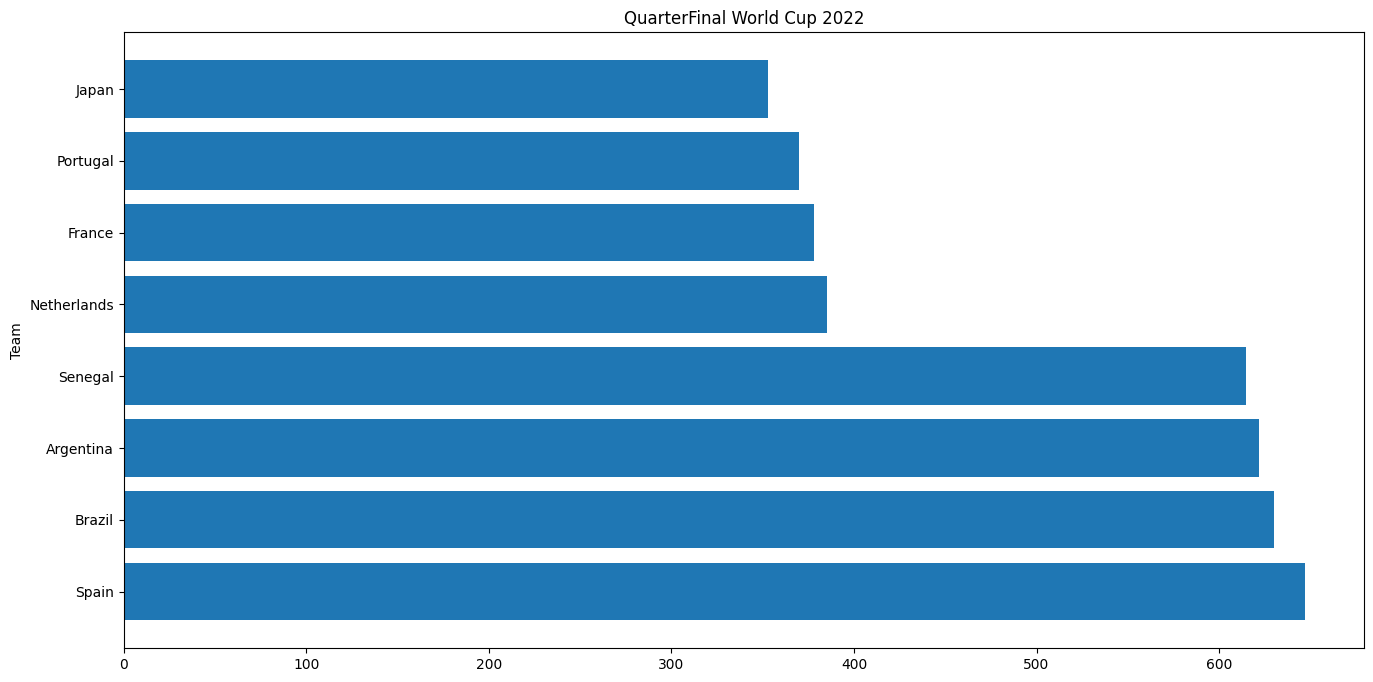 QuarterFinal World Cup 2022
Team
Japan
Portugal
France
Netherlands
Senegal
Argentina
Brazil
Spain
0 100 200 300 400 500 600